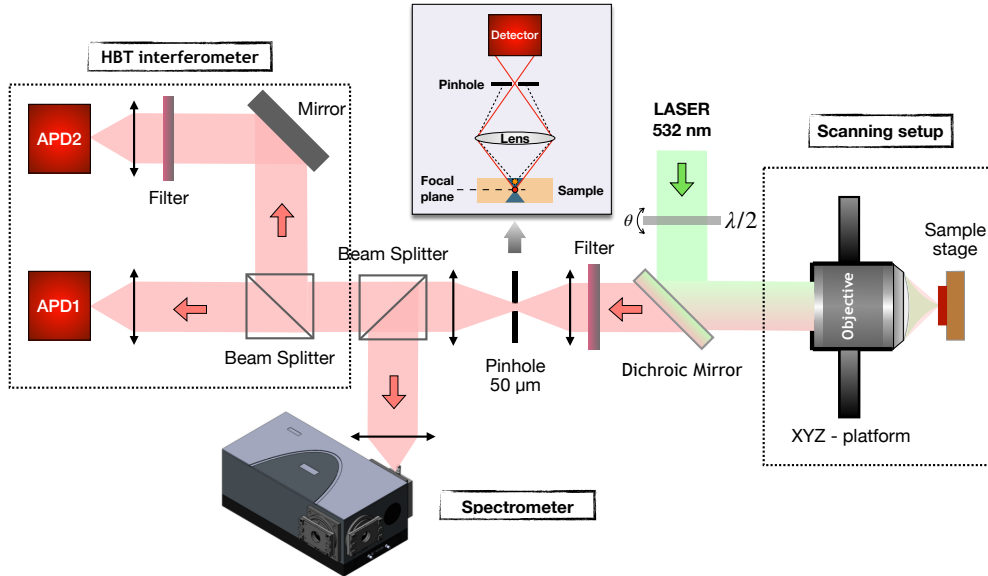 HBT interferometer
APD2
Filter
Mirror
APD1
Beam Splitter
Beam Splitter
Detector
Pinhole
Lens
Focal
plane
Sample
LASER
532 nm
θ
λ/2
Filter
Pinhole
50 µm
Dichroic Mirror
Scanning setup
Objective
Sample
stage
XYZ - platform
Spectrometer